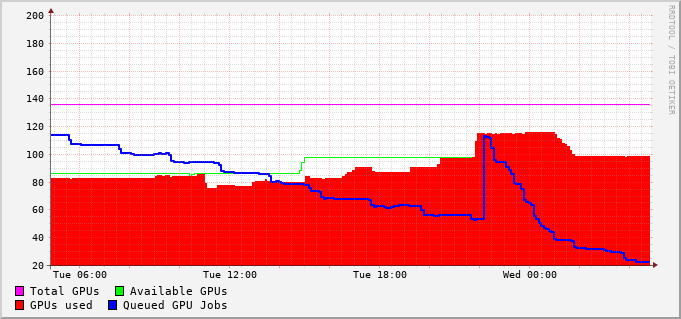 200
180
160
140
120
100
80
60
40
20
Tue 06:00 Tue 12:00 Tue 18:00 Wed 00:00
Total GPUs Available GPUs
GPUs used Queued GPU Jobs
RRDTOOL / TOBI OETIKER